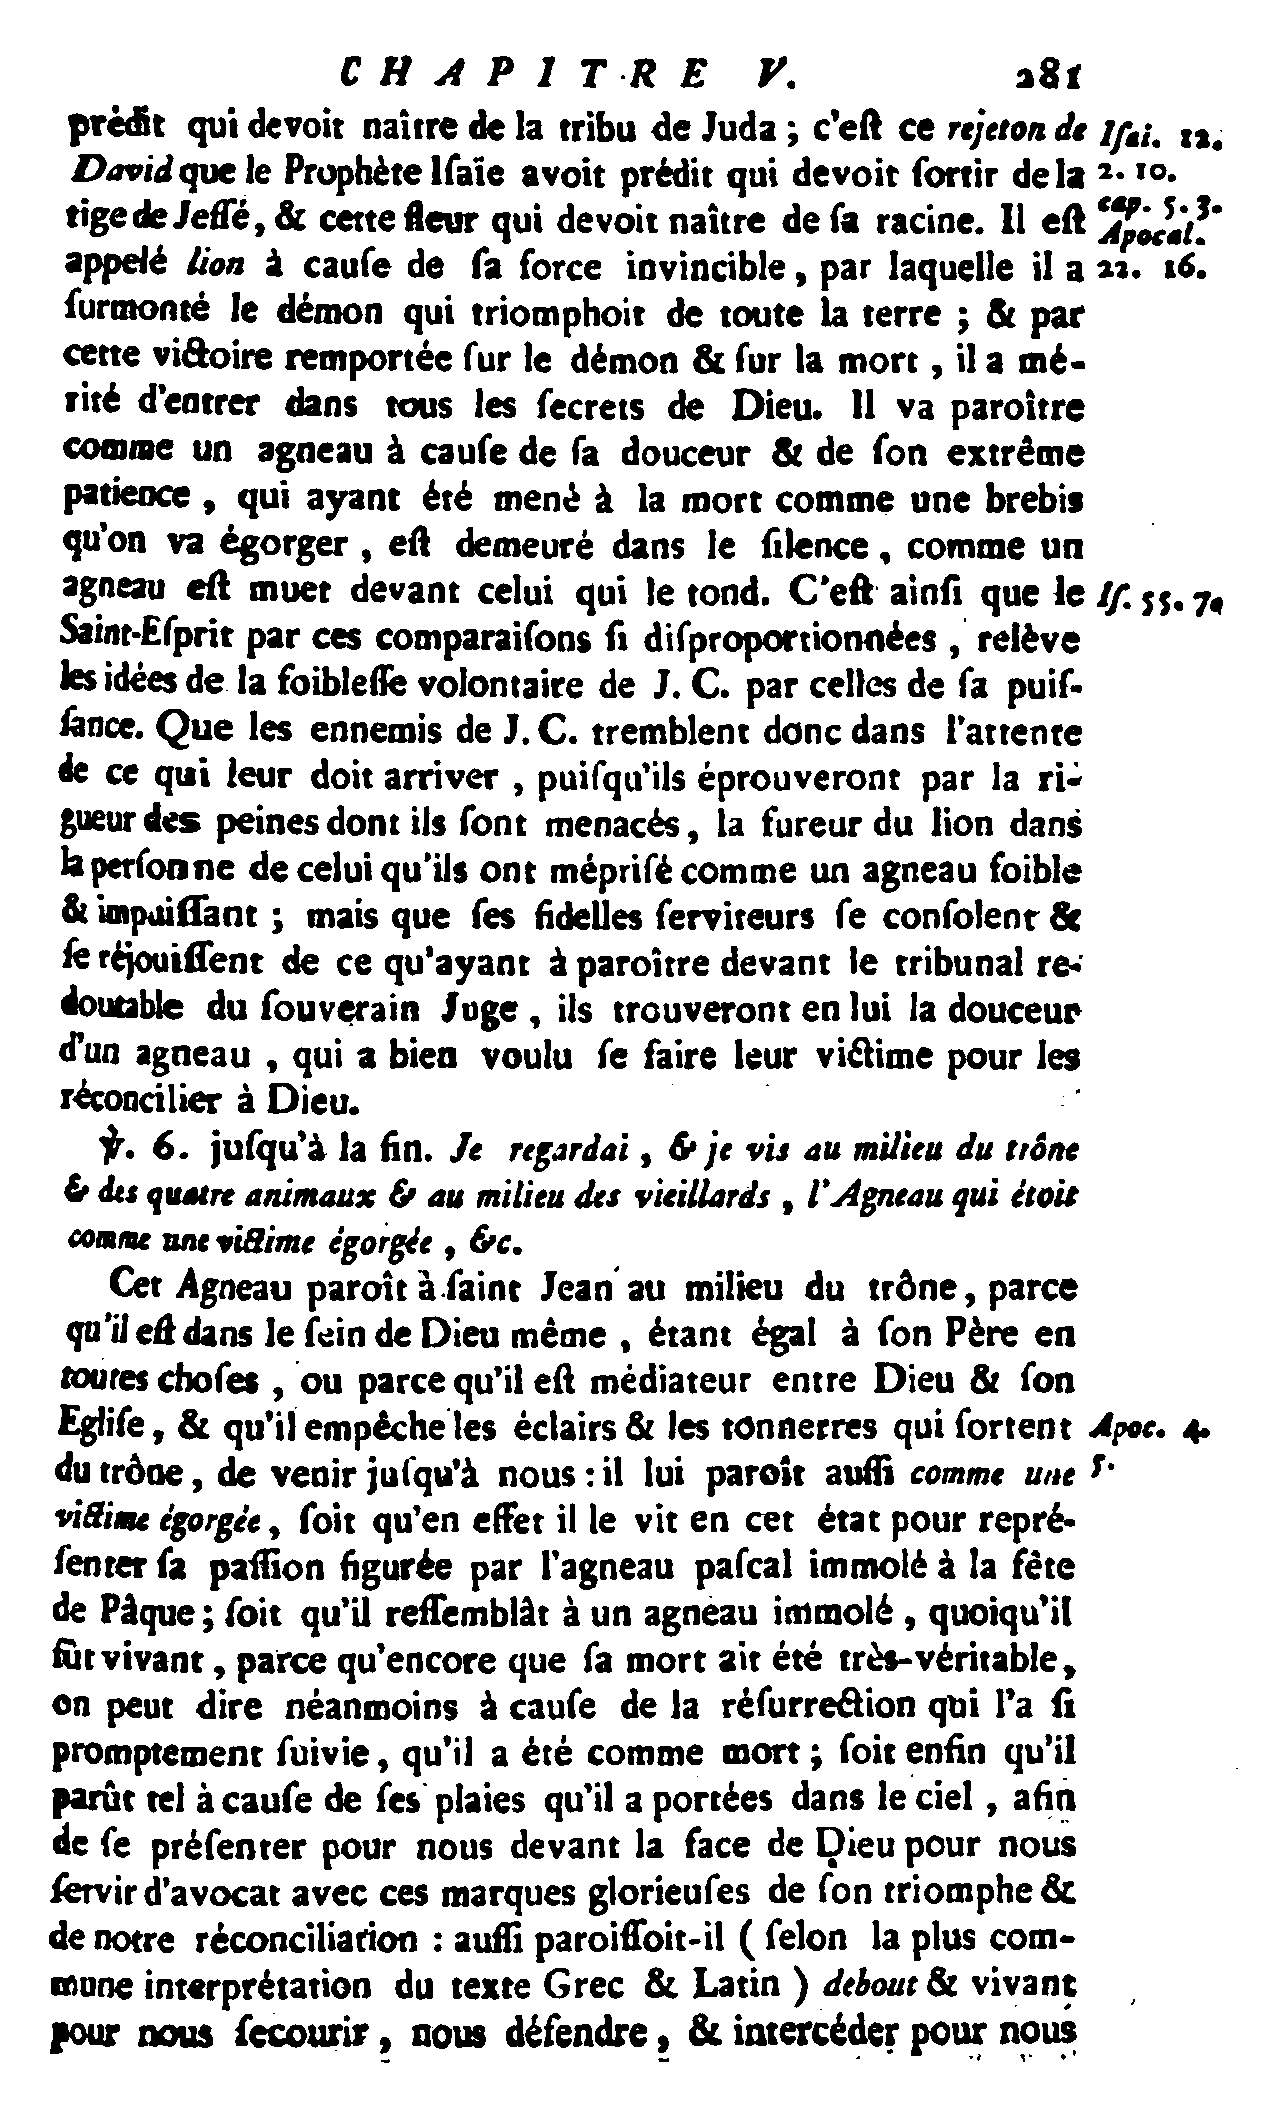 CHAPITRE V. 281
prédit qui devoit naître de la tribu de Juda ; c'eſt ce rejeton de Iſai. 12.
David que le Prophète Iſaïe avoit prédit qui devoit ſortir de la 2. 10.
tige de Jeſſé, & cette fleur qui devoit naître de ſa racine. Il eſt cap. 5. 3.
Apocal.
appelé lion à cauſe de ſa force invincible, par laquelle il a 22. 16.
ſurmonté le démon qui triomphoit de toute la terre ; & par
cette victoire remportée ſur le démon & ſur la mort, il a mé-
rité d'entrer dans tous les ſecrets de Dieu. Il va paroître
comme un agneau à cauſe de ſa douceur & de ſon extrême
patience, qui ayant été mené à la mort comme une brebis
qu'on va égorger, eſt demeuré dans le ſilence, comme un
agneau eſt muet devant celui qui le tond. C'eſt ainſi que le Iſ. 55. 7.
Saint-Eſprit par ces comparaiſons ſi diſproportionnées, relève
les idées de la foibleſſe volontaire de J. C. par celles de ſa puiſ-
ſance. Que les ennemis de J. C. tremblent donc dans l'attente
de ce qui leur doit arriver, puiſqu'ils éprouveront par la ri-
gueur des peines dont ils ſont menacés, la fureur du lion dans
la perſonne de celui qu'ils ont mépriſé comme un agneau foible
& impuiſſant ; mais que ſes fidelles ſerviteurs ſe conſolent &
ſe réjouiſſent de ce qu'ayant à paroître devant le tribunal re-
doutable du ſouverain Juge, ils trouveront en lui la douceur
d'un agneau, qui a bien voulu ſe faire leur victime pour les
réconcilier à Dieu.
℣. 6. juſqu'à la fin. Je regardai, & je vis au milieu du trône
& des quatre animaux & au milieu des vieillards, l'Agneau qui étoit
comme une victime égorgée, &c.
Cet Agneau paroît à ſaint Jean au milieu du trône, parce
qu'il eſt dans le ſein de Dieu même, étant égal à ſon Père en
toutes choſes, ou parce qu'il eſt médiateur entre Dieu & ſon
Egliſe, & qu'il empêche les éclairs & les tonnerres qui ſortent Apoc. 4.
du trône, de venir juſqu'à nous : il lui paroît auſſi comme une 5.
victime égorgée, ſoit qu'en effet il le vit en cet état pour repré-
ſenter ſa paſſion figurée par l'agneau paſcal immolé à la fête
de Pâque ; ſoit qu'il reſſemblât à un agneau immolé, quoiqu'il
fût vivant, parce qu'encore que ſa mort ait été très-véritable,
on peut dire néanmoins à cauſe de la réſurrection qui l'a ſi
promptement ſuivie, qu'il a été comme mort ; ſoit enfin qu'il
parût tel à cauſe de ſes plaies qu'il a portées dans le ciel, afin
de ſe préſenter pour nous devant la face de Dieu pour nous
ſervir d'avocat avec ces marques glorieuſes de ſon triomphe &
de notre réconciliation : auſſi paroiſſoit-il ( ſelon la plus com-
mune interprétation du texte Grec & Latin ) debout & vivant
pour nous ſecourir, nous défendre, & intercéder pour nous